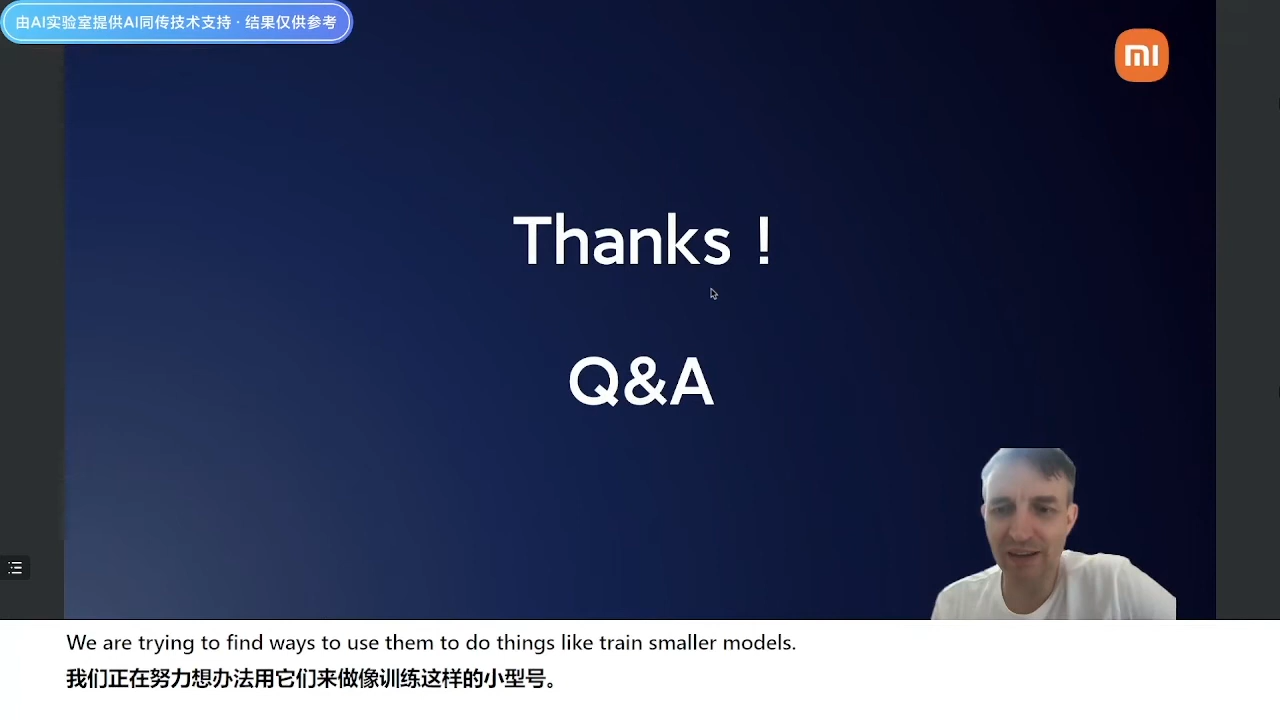 由AI实验室提供AI同传技术支持 · 结果仅供参考
mi
Thanks !
Q&A
We are trying to find ways to use them to do things like train smaller models.
我们正在努力想办法用它们来做像训练这样的小型号。